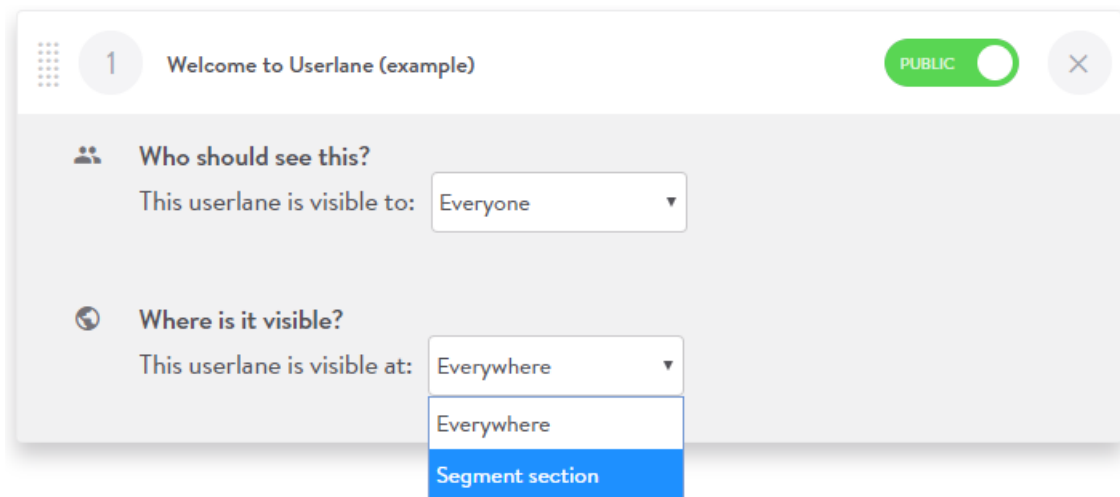 1
Welcome to Userlane (example)
PUBLIC
Who should see this?
This userlane is visible to: Everyone
Where is it visible?
This userlane is visible at: Everywhere
Everywhere
Segment section